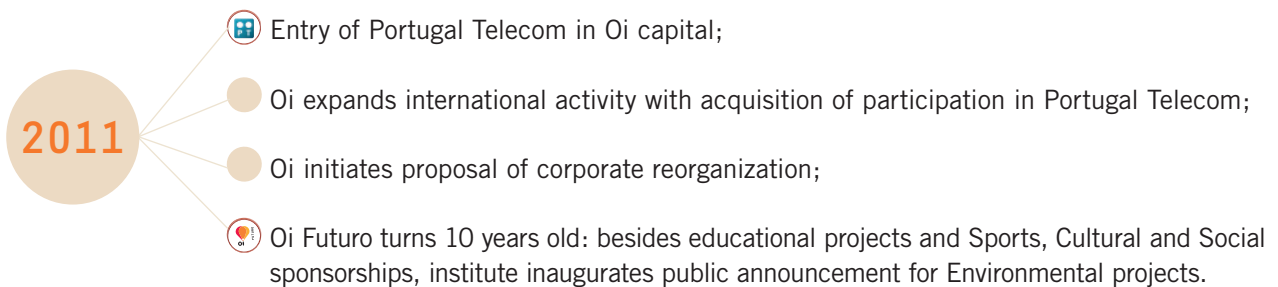 Entry of Portugal Telecom in Oi capital;
Oi expands international activity with acquisition of participation in Portugal Telecom;
2011
Oi initiates proposal of corporate reorganization;
Oi Futuro turns 10 years old: besides educational projects and Sports, Cultural and Social
sponsorships, institute inaugurates public announcement for Environmental projects.